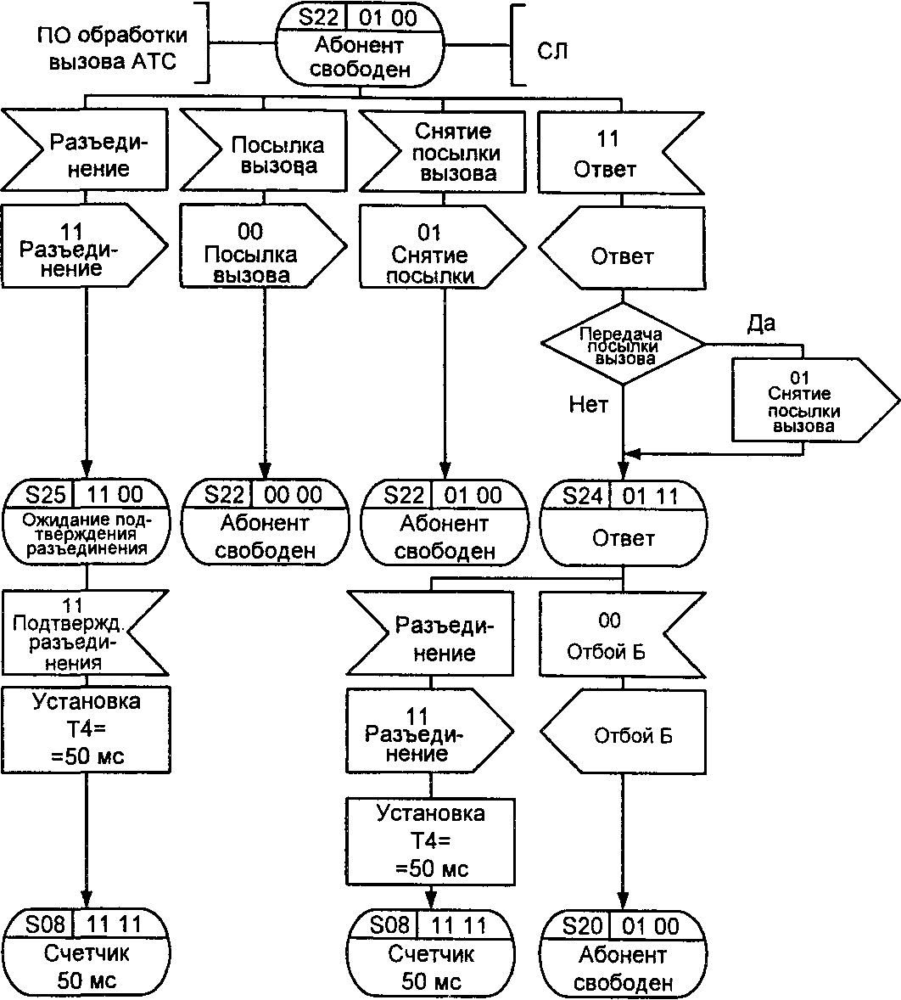 ПО обработки
вызова АТС
S22 01 00
Абонент
свободен
СЛ
Разъеди-
нение
Посылка
вызова
Снятие
посылки
вызова
11
Ответ
11
Разъеди-
нение
00
Посылка
вызова
01
Снятие
посылки
Ответ
Передача
посылки
вызова
Да
Нет
01
Снятие
посылки
вызова
S25 11 00
Ожидание под-
тверждения
разъединения
S22 00 00
Абонент
свободен
S22 01 00
Абонент
свободен
S24 01 11
Ответ
11
Подтвержд.
разъеди-
нения
Разъеди-
нение
00
Отбой Б
Установка
Т4=
=50 мс
11
Разъеди-
нение
Отбой Б
Установка
Т4=
=50 мс
S08 11 11
Счетчик
50 мс
S08 11 11
Счетчик
50 мс
S20 01 00
Абонент
свободен